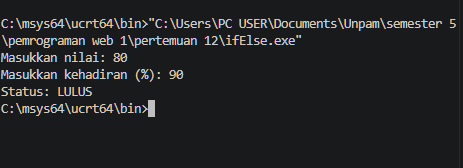 C:\msys64\ucrt64\bin>"C:\Users\PC USER\Documents\Unpam\semester 5
\pemrograman web 1\pertemuan 12\ifElse.exe"
Masukkan nilai: 80
Masukkan kehadiran (%): 90
Status: LULUS
C:\msys64\ucrt64\bin>